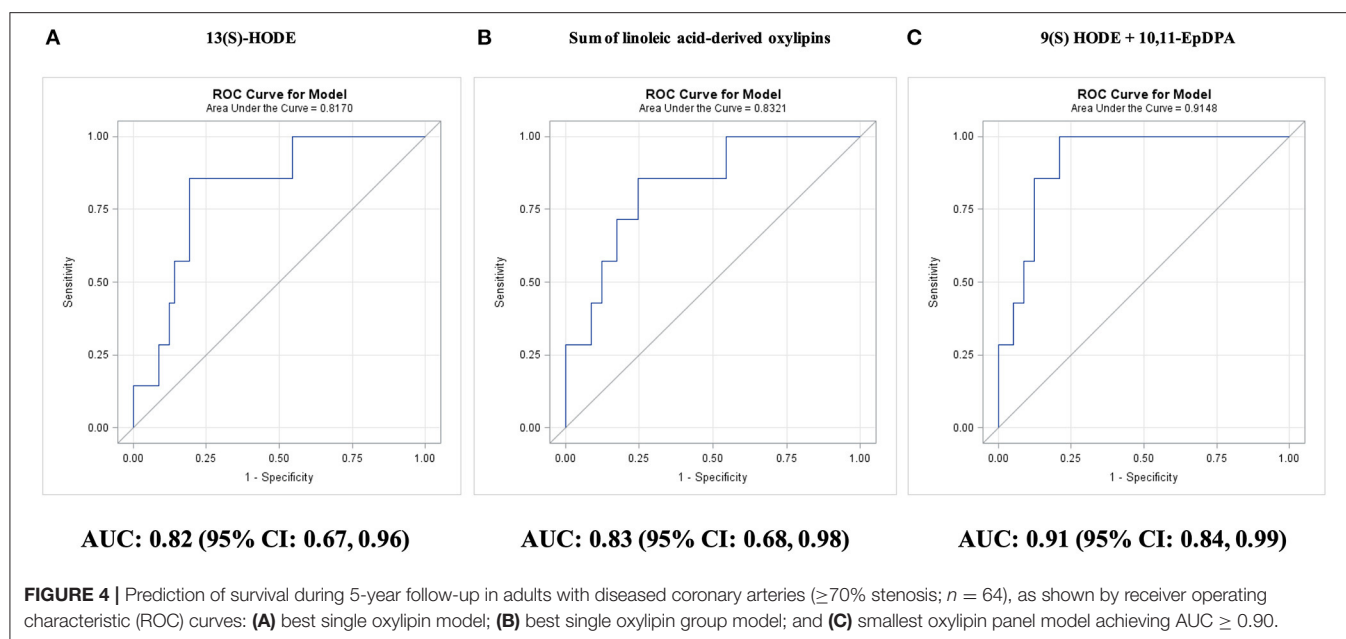 A
13(S)-HODE
ROC Curve for Model
Area Under the Curve = 0.8170
1.00
0.75
0.50
0.25
0.00
Sensitivity
0.00 0.25 0.50 0.75 1.00
1 - Specificity
AUC: 0.82 (95% CI: 0.67, 0.96)
B
Sum of linoleic acid-derived oxylipins
ROC Curve for Model
Area Under the Curve = 0.8321
1.00
0.75
0.50
0.25
0.00
Sensitivity
0.00 0.25 0.50 0.75 1.00
1 - Specificity
AUC: 0.83 (95% CI: 0.68, 0.98)
C
9(S) HODE + 10,11-EpDPA
ROC Curve for Model
Area Under the Curve = 0.9148
1.00
0.75
0.50
0.25
0.00
Sensitivity
0.00 0.25 0.50 0.75 1.00
1 - Specificity
AUC: 0.91 (95% CI: 0.84, 0.99)
FIGURE 4 | Prediction of survival during 5-year follow-up in adults with diseased coronary arteries (≥70% stenosis; n = 64), as shown by receiver operating
characteristic (ROC) curves: (A) best single oxylipin model; (B) best single oxylipin group model; and (C) smallest oxylipin panel model achieving AUC ≥ 0.90.